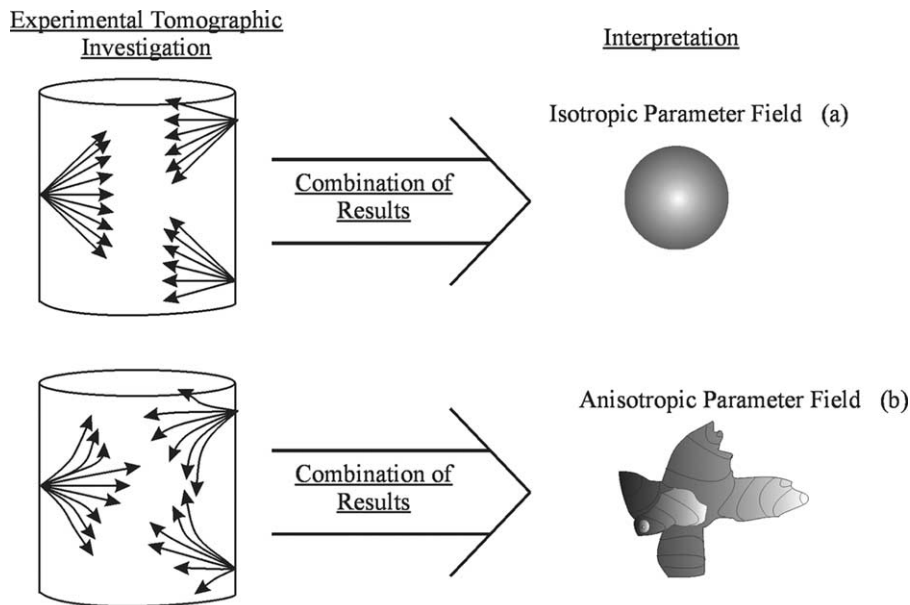 Experimental Tomographic
Investigation
Interpretation
Isotropic Parameter Field (a)
Combination of
Results
Anisotropic Parameter Field (b)
Combination of
Results